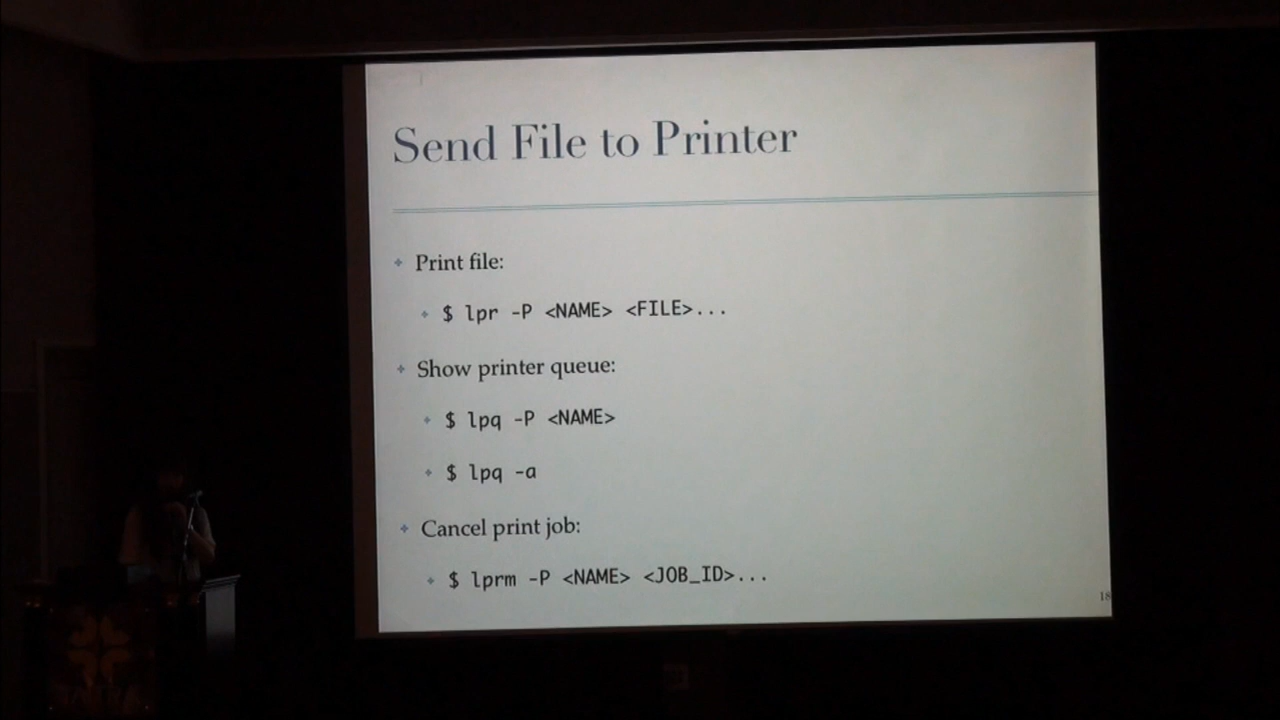 Send File to Printer
Print file:
$ lpr -P <NAME> <FILE>...
Show printer queue:
$ lpq -P <NAME>
$ lpq -a
Cancel print job:
$ lprm -P <NAME> <JOB_ID>...
18